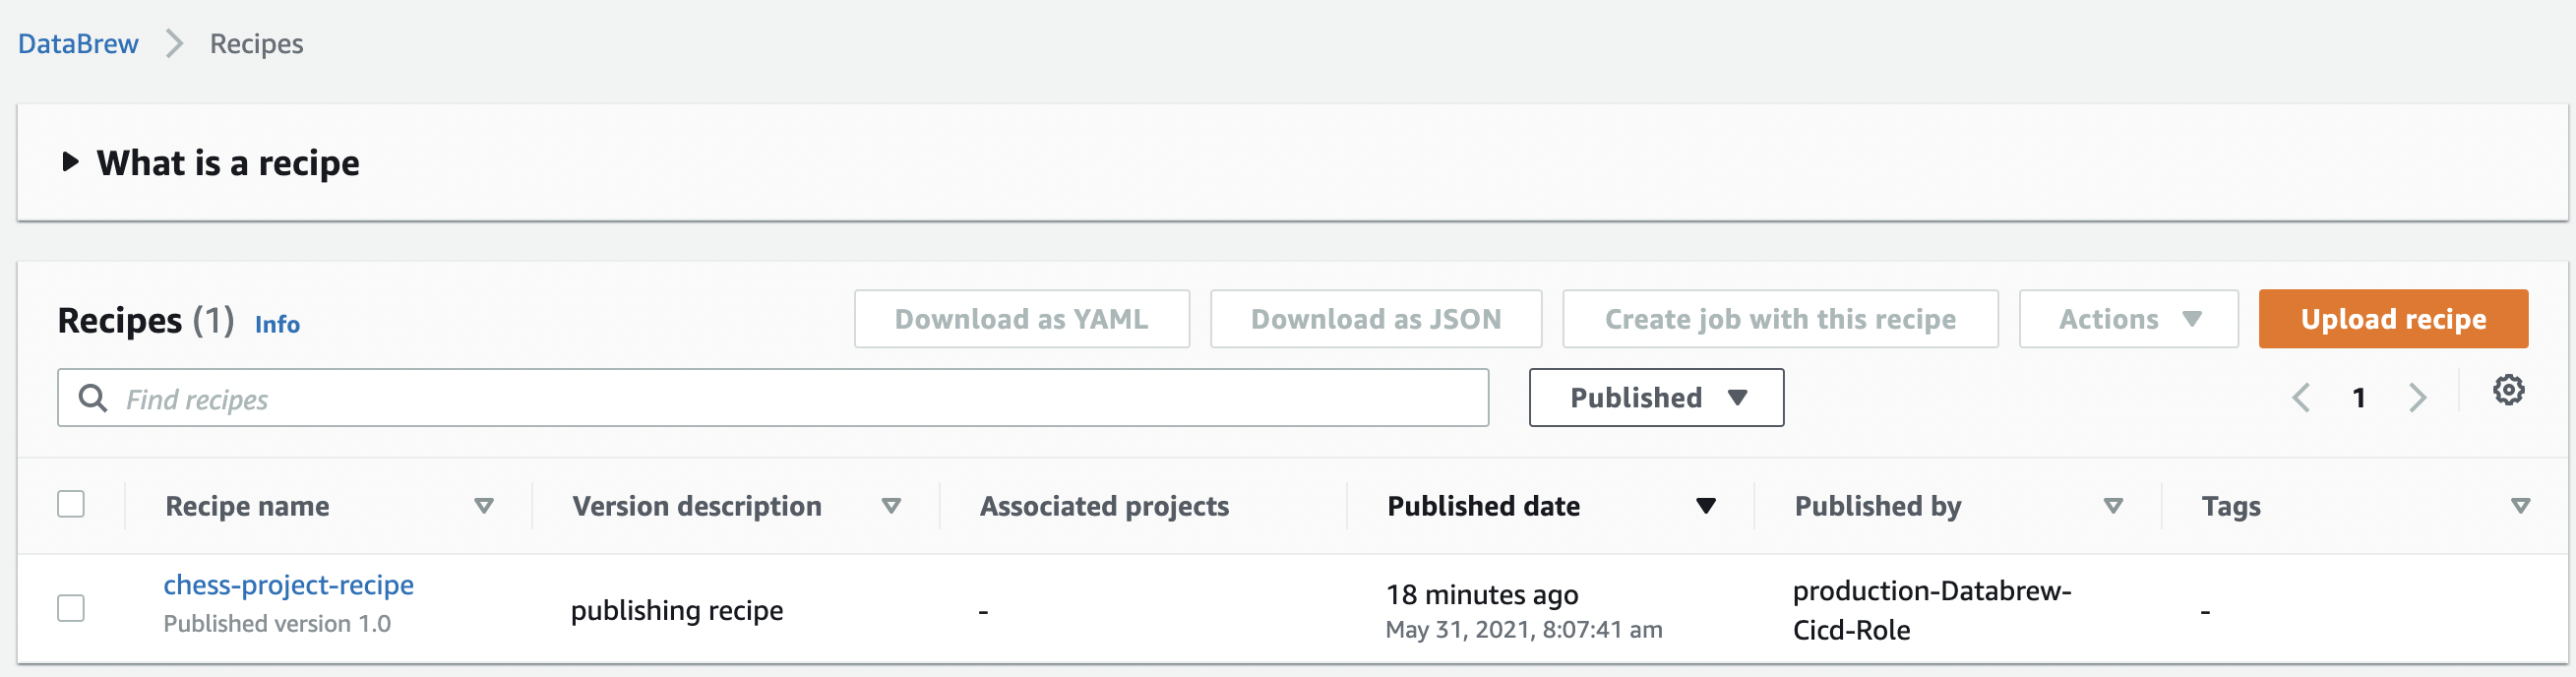 DataBrew Recipes
What is a recipe
Recipes (1) Info Download as YAML Download as JSON Create job with this recipe Actions Upload recipe
Find recipes Published 1
Recipe name Version description Associated projects Published date Published by Tags
chess-project-recipe
Published version 1.0
publishing recipe
-
18 minutes ago
May 31, 2021, 8:07:41 am
production-Databrew-
Cicd-Role
-